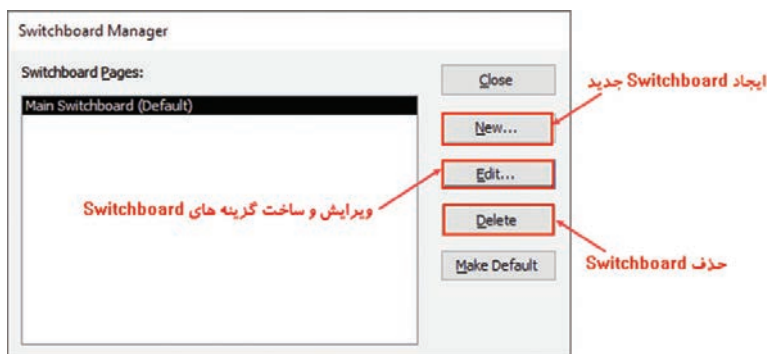 Switchboard Manager
Switchboard Pages:
Main Switchboard (Default)
Close
New...
Edit...
Delete
Make Default
ایجاد Switchboard جدید
ویرایش و ساخت گزینه های Switchboard
حذف Switchboard